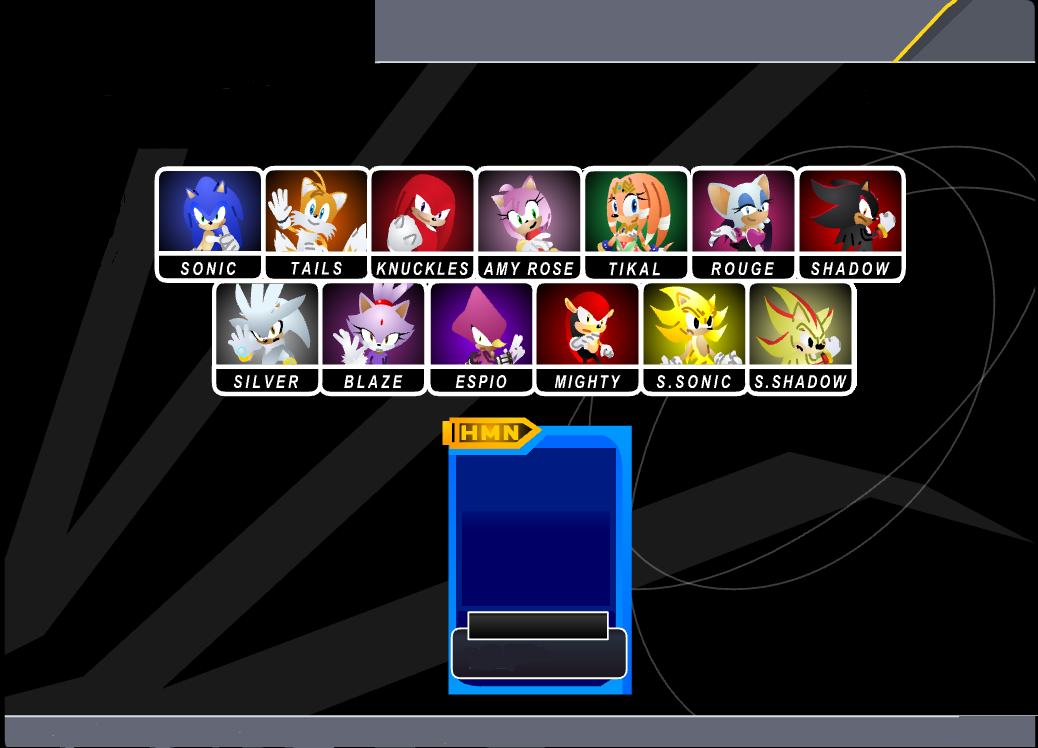 SONIC TAILS KNUCKLES AMY ROSE TIKAL ROUGE SHADOW
SILVER BLAZE ESPIO MIGHTY S.SONIC S.SHADOW
HMN